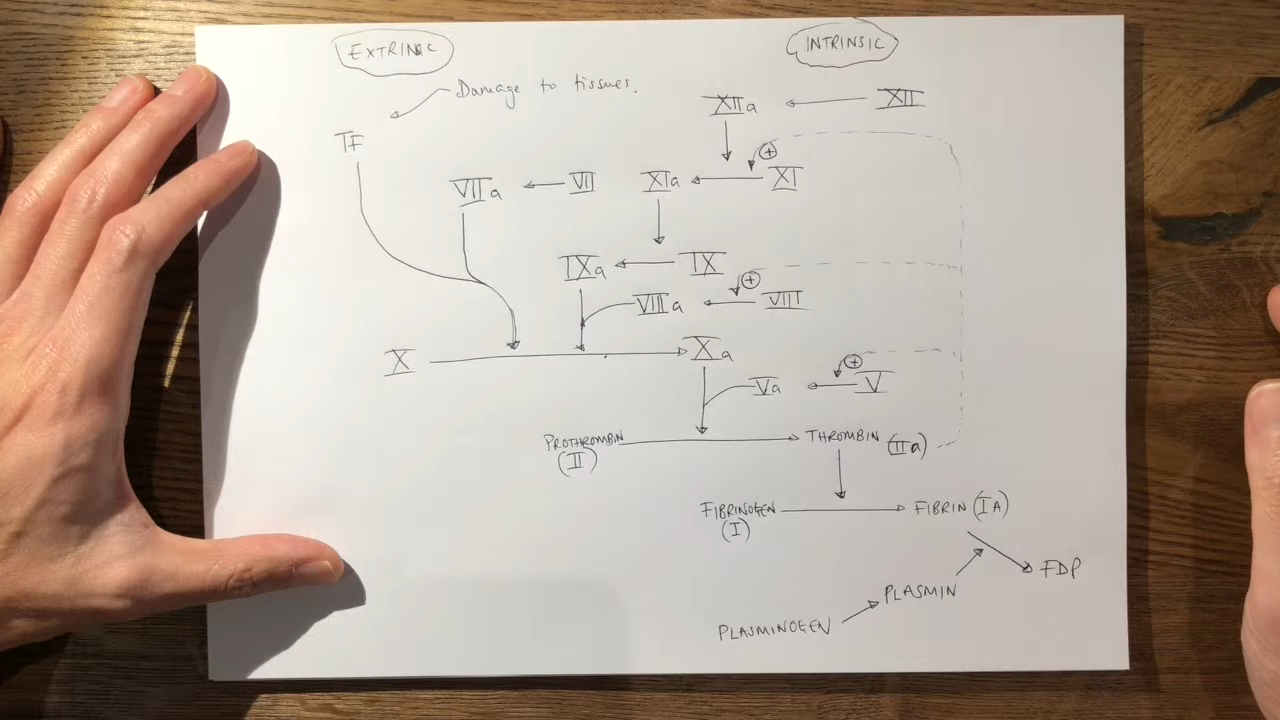 EXTRINSIC
INTRINSIC
Damage to tissues.
XIIa
XII
TF
+
VIIa
VII
XIa
XI
IXa
IX
+
VIIIa
VIII
X
Xa
+
Va
V
PROTHROMBIN
(II)
THROMBIN (IIa)
FIBRINOGEN
(I)
FIBRIN (IA)
FDP
PLASMIN
PLASMINOGEN